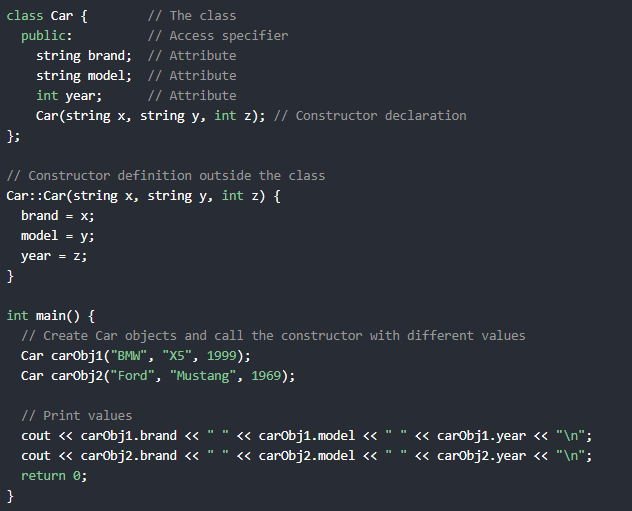 class Car {        // The class
  public:          // Access specifier
    string brand;  // Attribute
    string model;  // Attribute
    int year;      // Attribute
    Car(string x, string y, int z); // Constructor declaration
};

// Constructor definition outside the class
Car::Car(string x, string y, int z) {
  brand = x;
  model = y;
  year = z;
}

int main() {
  // Create Car objects and call the constructor with different values
  Car carObj1("BMW", "X5", 1999);
  Car carObj2("Ford", "Mustang", 1969);

  // Print values
  cout << carObj1.brand << " " << carObj1.model << " " << carObj1.year << "\n";
  cout << carObj2.brand << " " << carObj2.model << " " << carObj2.year << "\n";
  return 0;
}